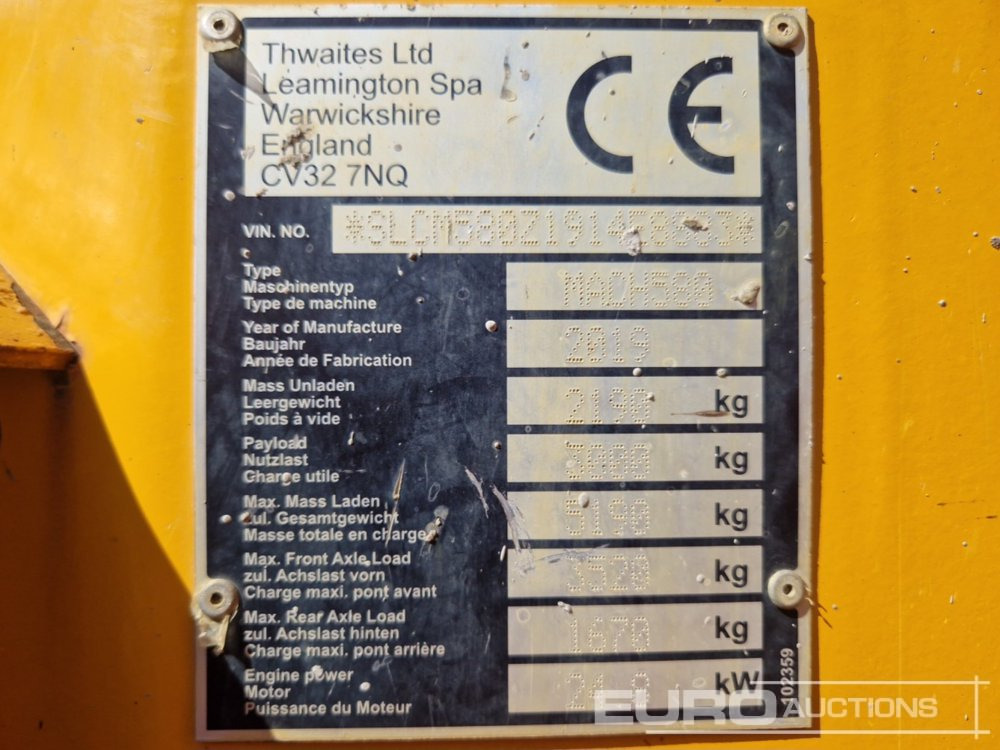 Thwaites Ltd
Leamington Spa
Warwickshire
England
CV32 7NQ
CE
VIN. NO.
Type
Maschinentyp
Type de machine
MACH580
Year of Manufacture
Baujahr
Année de Fabrication
2019
Mass Unladen
Leergewicht
Poids à vide
2190 kg
Payload
Nutzlast
Charge utile
3000 kg
Max. Mass Laden
zul. Gesamtgewicht
Masse totale en charge
5190 kg
Max. Front Axle Load
zul. Achslast vorn
Charge maxi. pont avant
3520 kg
Max. Rear Axle Load
zul. Achslast hinten
Charge maxi. pont arrière
1670 kg
Engine power
Motor
Puissance du Moteur
kW
102359
EURO AUCTIONS